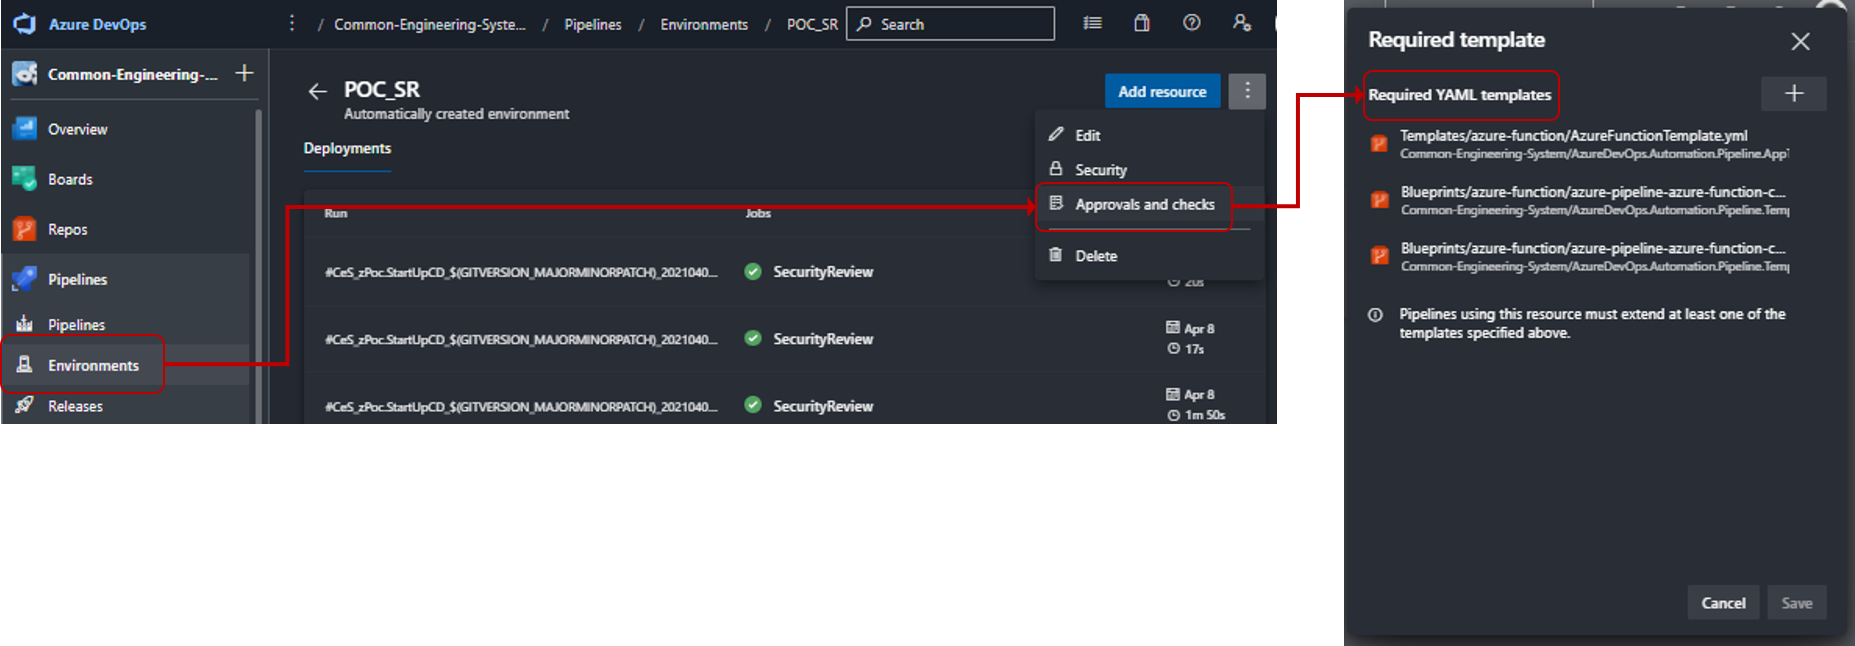 Azure DevOps
/ Common-Engineering-Syste... / Pipelines / Environments / POC_SR
Search
Common-Engineering-...
Overview
Boards
Repos
Pipelines
Pipelines
Environments
Releases
POC_SR
Automatically created environment
Add resource
Deployments
Edit
Security
Approvals and checks
Delete
Run Jobs
#CeS_zPoc.StartUpCD_$(GITVERSION_MAJORMINORPATCH)_2021040... SecurityReview
20s
#CeS_zPoc.StartUpCD_$(GITVERSION_MAJORMINORPATCH)_2021040... SecurityReview Apr 8
17s
#CeS_zPoc.StartUpCD_$(GITVERSION_MAJORMINORPATCH)_2021040... SecurityReview Apr 8
1m 50s
Required template
Required YAML templates
Templates/azure-function/AzureFunctionTemplate.yml
Common-Engineering-System/AzureDevOps.Automation.Pipeline.App
Blueprints/azure-function/azure-pipeline-azure-function-c...
Common-Engineering-System/AzureDevOps.Automation.Pipeline.Temp
Blueprints/azure-function/azure-pipeline-azure-function-c...
Common-Engineering-System/AzureDevOps.Automation.Pipeline.Temp
Pipelines using this resource must extend at least one of the
templates specified above.
Cancel Save